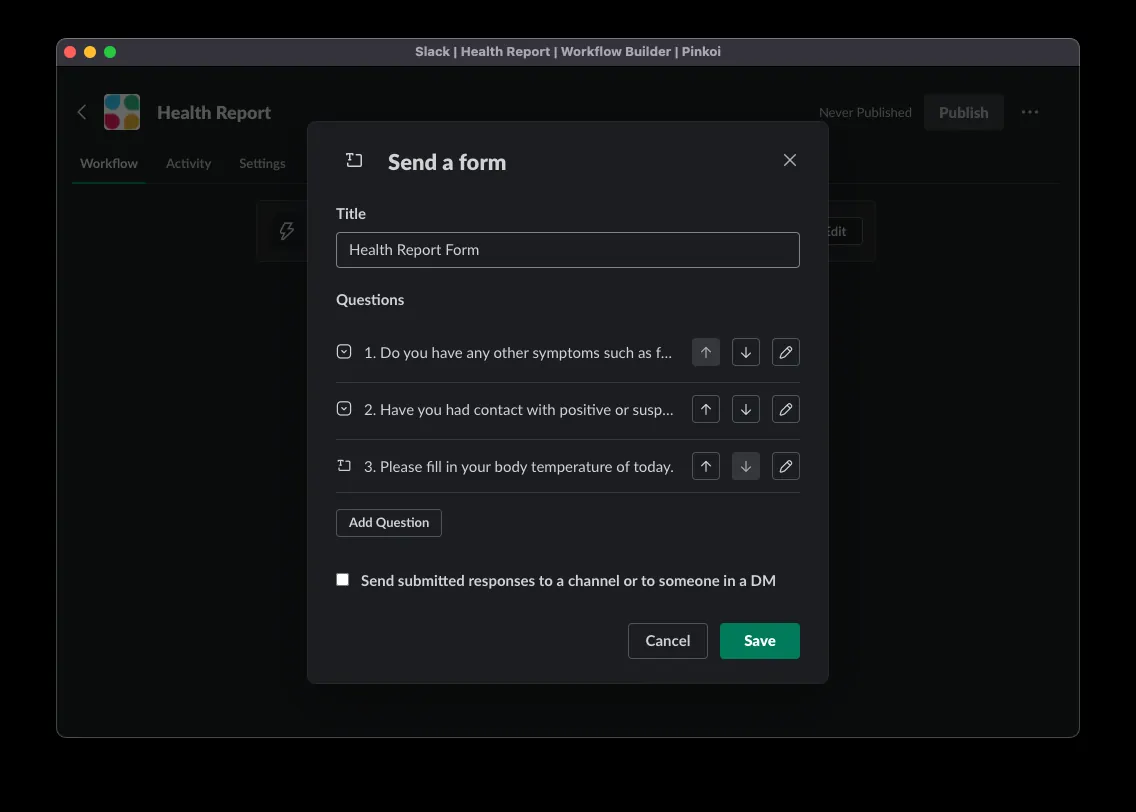 Slack | Health Report | Workflow Builder | Pinkoi
Health Report
Never Published
Publish
Workflow
Activity
Settings
Edit
Send a form
Title
Health Report Form
Questions
1. Do you have any other symptoms such as f...
2. Have you had contact with positive or susp...
3. Please fill in your body temperature of today.
Add Question
Send submitted responses to a channel or to someone in a DM
Cancel
Save